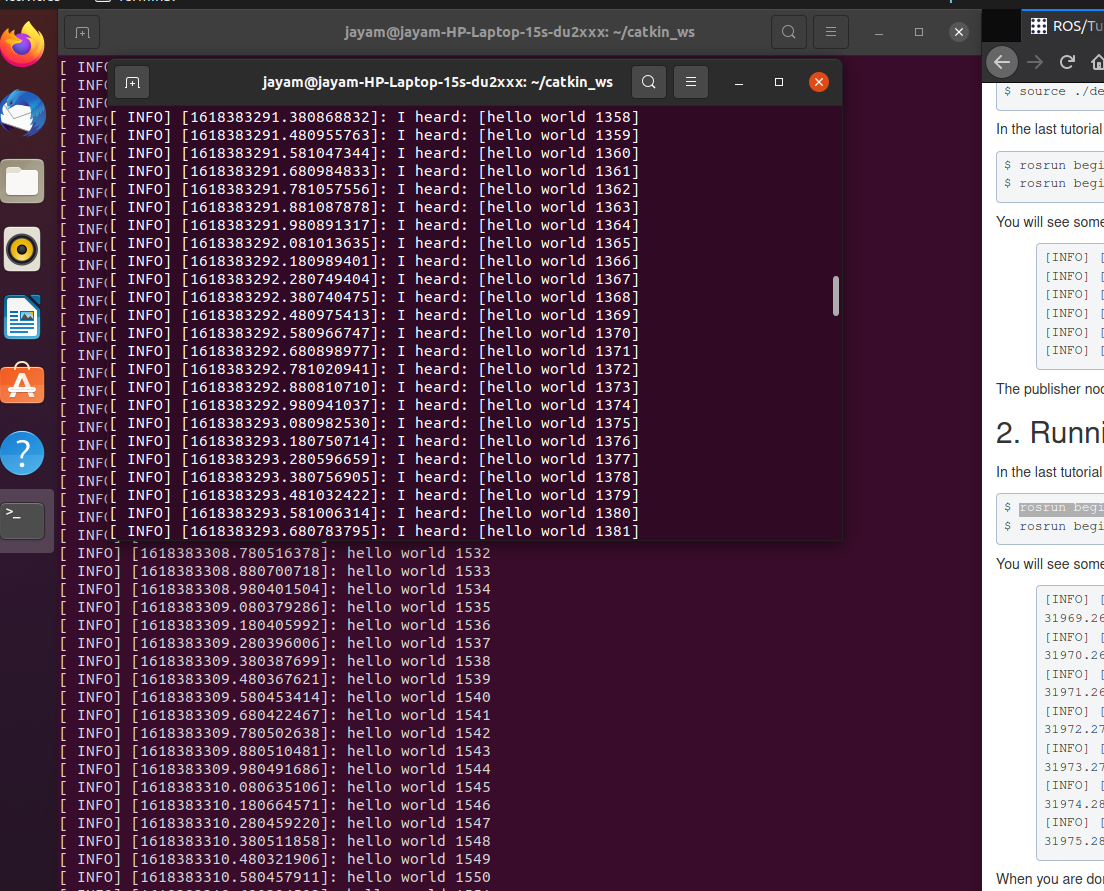 jayam@jayam-HP-Laptop-15s-du2xxx: ~/catkin_ws
jayam@jayam-HP-Laptop-15s-du2xxx: ~/catkin_ws
[ INFO] [1618383291.380868832]: I heard: [hello world 1358]
[ INFO] [1618383291.480955763]: I heard: [hello world 1359]
[ INFO] [1618383291.581047344]: I heard: [hello world 1360]
[ INFO] [1618383291.680984833]: I heard: [hello world 1361]
[ INFO] [1618383291.781057556]: I heard: [hello world 1362]
[ INFO] [1618383291.881087878]: I heard: [hello world 1363]
[ INFO] [1618383291.980891317]: I heard: [hello world 1364]
[ INFO] [1618383292.081013635]: I heard: [hello world 1365]
[ INFO] [1618383292.180989401]: I heard: [hello world 1366]
[ INFO] [1618383292.280749404]: I heard: [hello world 1367]
[ INFO] [1618383292.380740475]: I heard: [hello world 1368]
[ INFO] [1618383292.480975413]: I heard: [hello world 1369]
[ INFO] [1618383292.580966747]: I heard: [hello world 1370]
[ INFO] [1618383292.680898977]: I heard: [hello world 1371]
[ INFO] [1618383292.781020941]: I heard: [hello world 1372]
[ INFO] [1618383292.880810710]: I heard: [hello world 1373]
[ INFO] [1618383292.980941037]: I heard: [hello world 1374]
[ INFO] [1618383293.080982530]: I heard: [hello world 1375]
[ INFO] [1618383293.180750714]: I heard: [hello world 1376]
[ INFO] [1618383293.280596659]: I heard: [hello world 1377]
[ INFO] [1618383293.380756905]: I heard: [hello world 1378]
[ INFO] [1618383293.481032422]: I heard: [hello world 1379]
[ INFO] [1618383293.581006314]: I heard: [hello world 1380]
[ INFO] [1618383293.680783795]: I heard: [hello world 1381]
[ INFO] [1618383308.780516378]: hello world 1532
[ INFO] [1618383308.880700718]: hello world 1533
[ INFO] [1618383308.980401504]: hello world 1534
[ INFO] [1618383309.080379286]: hello world 1535
[ INFO] [1618383309.180405992]: hello world 1536
[ INFO] [1618383309.280396006]: hello world 1537
[ INFO] [1618383309.380387699]: hello world 1538
[ INFO] [1618383309.480367621]: hello world 1539
[ INFO] [1618383309.580453414]: hello world 1540
[ INFO] [1618383309.680422467]: hello world 1541
[ INFO] [1618383309.780502638]: hello world 1542
[ INFO] [1618383309.880510481]: hello world 1543
[ INFO] [1618383309.980491686]: hello world 1544
[ INFO] [1618383310.080635106]: hello world 1545
[ INFO] [1618383310.180664571]: hello world 1546
[ INFO] [1618383310.280459220]: hello world 1547
[ INFO] [1618383310.380511858]: hello world 1548
[ INFO] [1618383310.480321906]: hello world 1549
[ INFO] [1618383310.580457911]: hello world 1550
ROS/Tu
$ source ./de
In the last tutorial
$ rosrun begi
$ rosrun begi
You will see some
[INFO] [
[INFO] [
[INFO] [
[INFO] [
[INFO] [
[INFO] [
The publisher nod
2. Runni
In the last tutorial
$ rosrun begi
$ rosrun begi
You will see some
[INFO] [
31969.26
[INFO] [
31970.26
[INFO] [
31971.26
[INFO] [
31972.27
[INFO] [
31973.27
[INFO] [
31974.28
[INFO] [
31975.28
When you are don